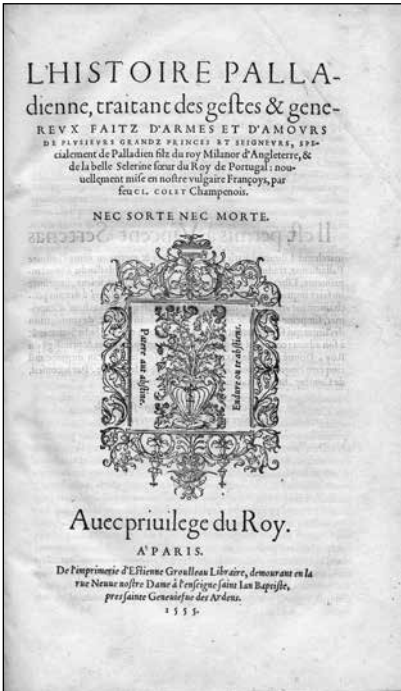 L'HISTOIRE PALLA-
dienne, traitant des gestes & gene-
REVX FAITZ D'ARMES ET D'AMOVRS
DE PLVSIEVRS GRANDZ PRINCES ET SEIGNEVRS, SPE-
cialement de Palladien filz du roy Milanor d'Angleterre, &
de la belle Selerine sœur du Roy de Portugal: nou-
uellement mise en nostre vulgaire Françoys, par
feu CL. COLET Champenois.
NEC SORTE NEC MORTE.
Patere aut abstine.
Endure ou te abstiens.
Auec priuilege du Roy.
A PARIS.
De l'imprimerie d'Estienne Groulleau Libraire, demourant en la
rue Neuue nostre Dame à l'enseigne saint Ian Baptiste,
pres sainte Geneuiefue des Ardens.
1555.